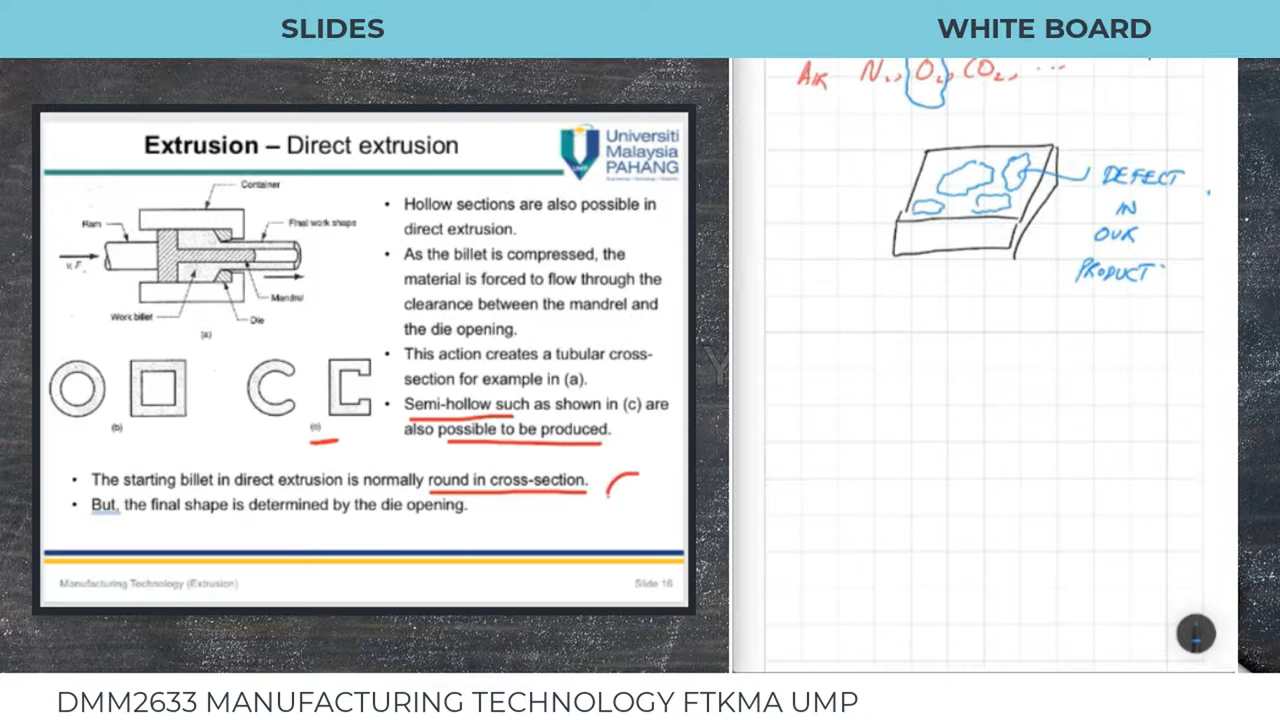 SLIDES
WHITE BOARD
Extrusion – Direct extrusion
Universiti
Malaysia
PAHANG
Container
Ram
Final work shape
v, F
Mandrel
Work billet
Die
(a)
(b)
(c)
• Hollow sections are also possible in
direct extrusion.
• As the billet is compressed, the
material is forced to flow through the
clearance between the mandrel and
the die opening.
• This action creates a tubular cross-
section for example in (a).
• Semi-hollow such as shown in (c) are
also possible to be produced.
• The starting billet in direct extrusion is normally round in cross-section.
• But, the final shape is determined by the die opening.
Manufacturing Technology (Extrusion)
Slide 16
AIR N₂, O₂, CO₂, ...
DEFECT
IN
OUR
PRODUCT
DMM2633 MANUFACTURING TECHNOLOGY FTKMA UMP